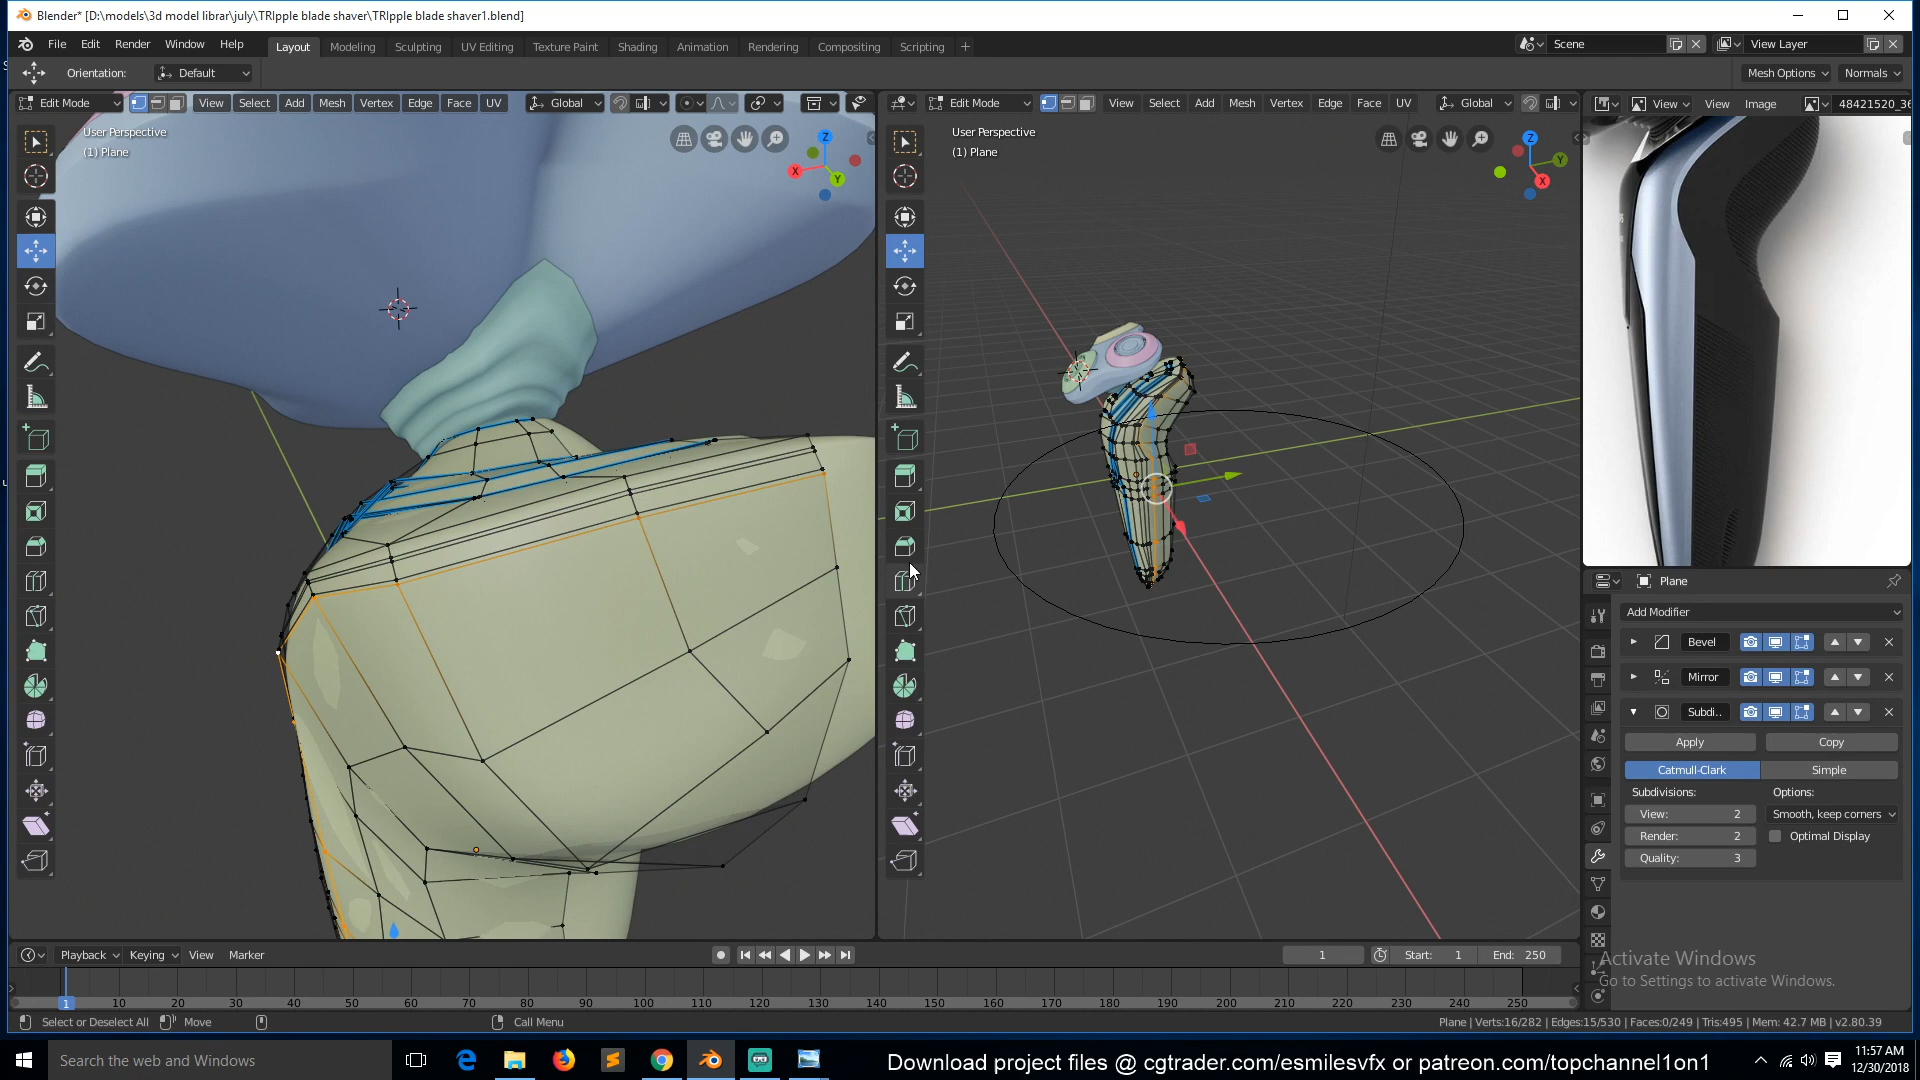 Blender* [D:\models\3d model librar\july\TRIpple blade shaver\TRIpple blade shaver1.blend]
File Edit Render Window Help Layout Modeling Sculpting UV Editing Texture Paint Shading Animation Rendering Compositing Scripting + Scene View Layer
Orientation: Default Mesh Options Normals
Edit Mode View Select Add Mesh Vertex Edge Face UV Global Edit Mode View Select Add Mesh Vertex Edge Face UV Global View View Image 48421520_36
User Perspective
(1) Plane
Z
X
Y
User Perspective
(1) Plane
Z
Y
X
Plane
Add Modifier
Bevel
Mirror
Subdi..
Apply Copy
Catmull-Clark Simple
Subdivisions: Options:
View: 2 Smooth, keep corners
Render: 2 Optimal Display
Quality: 3
Activate Windows
Go to Settings to activate Windows.
Playback Keying View Marker 1 Start: 1 End: 250
1 10 20 30 40 50 60 70 80 90 100 110 120 130 140 150 160 170 180 190 200 210 220 230 240 250
Select or Deselect All Move Call Menu Plane | Verts:16/282 | Edges:15/530 | Faces:0/249 | Tris:495 | Mem: 42.7 MB | v2.80.39
Search the web and Windows
Download project files @ cgtrader.com/esmilesvfx or patreon.com/topchannel1on1
11:57 AM
12/30/2018